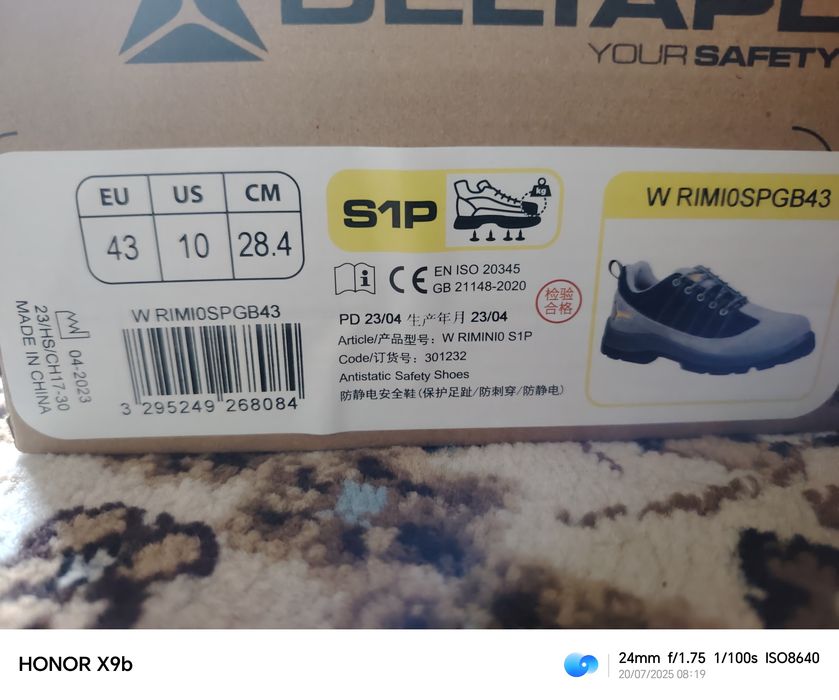 YOUR SAFETY
EU US CM
43 10 28.4
S1P
kg
W RIMI0SPGB43
EN ISO 20345
GB 21148-2020
检验
合格
PD 23/04 生产年月 23/04
Article/产品型号: W RIMINI0 S1P
Code/订货号: 301232
Antistatic Safety Shoes
防静电安全鞋(保护足趾/防刺穿/防静电)
W RIMI0SPGB43
3 295249 268084
04-2023
23/HS/CH17-30
MADE IN CHINA
HONOR X9b
24mm f/1.75 1/100s ISO8640
20/07/2025 08:19